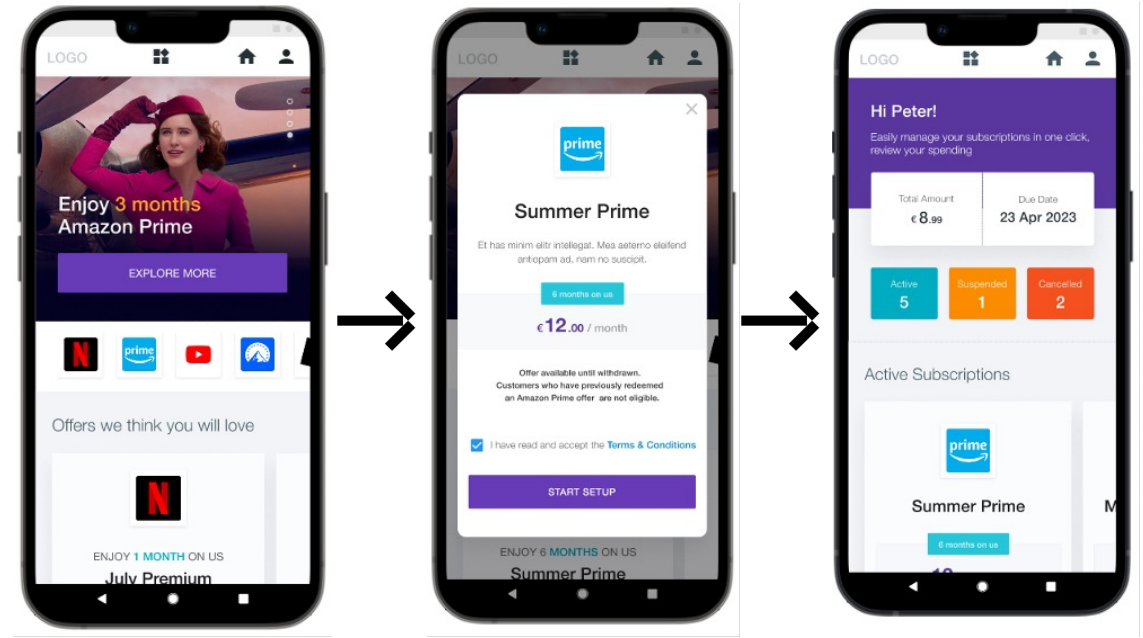 LOGO
Enjoy 3 months
Amazon Prime
EXPLORE MORE
N
prime
Offers we think you will love
N
ENJOY 1 MONTH ON US
July Premium
LOGO
prime
Summer Prime
Et has minim elitr intellegat. Mea aeterno eleifend
antiopam ad, nam no suscipit.
6 months on us
€12.00 / month
Offer available until withdrawn.
Customers who have previously redeemed
an Amazon Prime offer are not eligible.
I have read and accept the Terms & Conditions
START SETUP
ENJOY 6 MONTHS ON US
Summer Prime
LOGO
Hi Peter!
Easily manage your subscriptions in one click,
review your spending
Total Amount
€ 8.99
Due Date
23 Apr 2023
Active
5
Suspended
1
Cancelled
2
Active Subscriptions
prime
Summer Prime
M
6 months on us